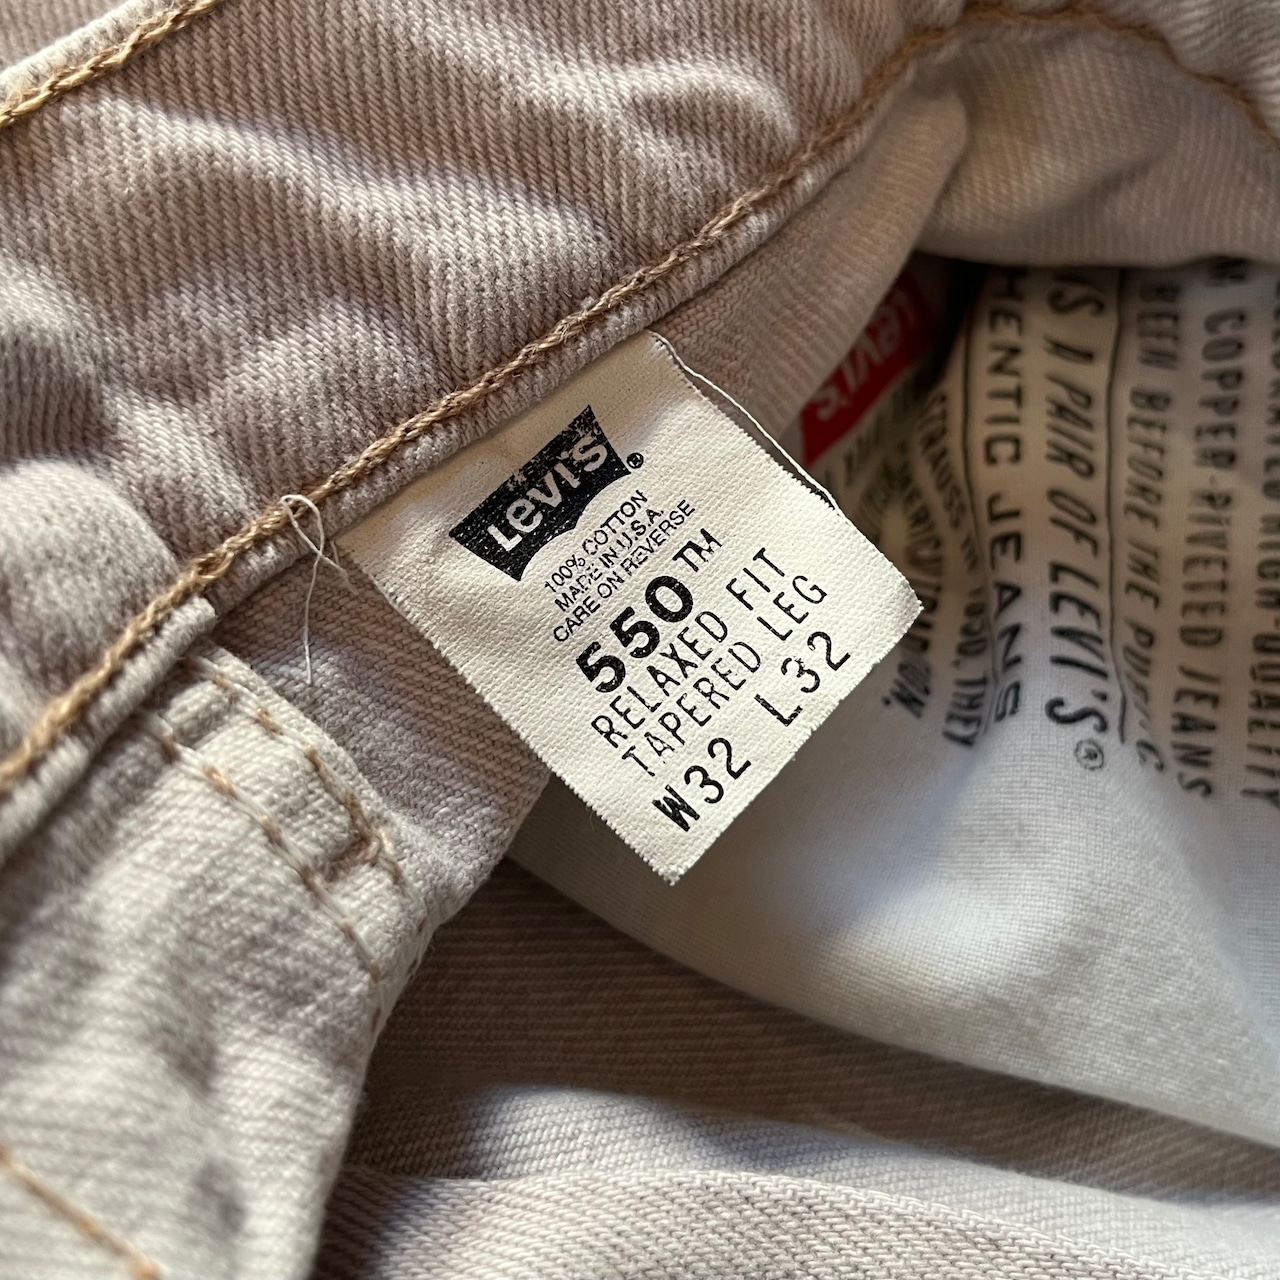 LEVI'S®
100% COTTON
MADE IN U.S.A.
CARE ON REVERSE
550™
RELAXED FIT
TAPERED LEG
W32 L32
Levi's
HENTIC JEANS
'S A PAIR OF LEVI'S®
BEEN BEFORE THE PUBLIC
COPPER-RIVETED JEANS